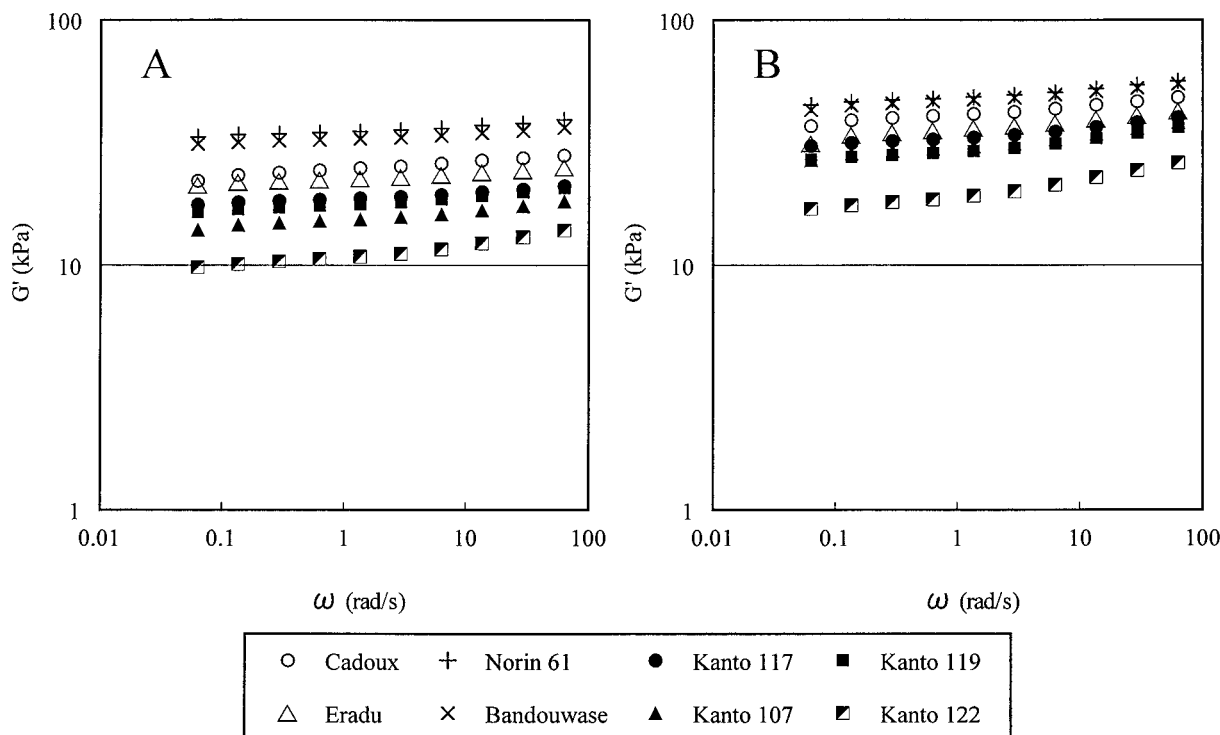 A
100
10
1
G' (kPa)
0.01 0.1 1 10 100
ω (rad/s)
B
100
10
1
G' (kPa)
0.01 0.1 1 10 100
ω (rad/s)
Cadoux Norin 61 Kanto 117 Kanto 119
Eradu Bandouwase Kanto 107 Kanto 122